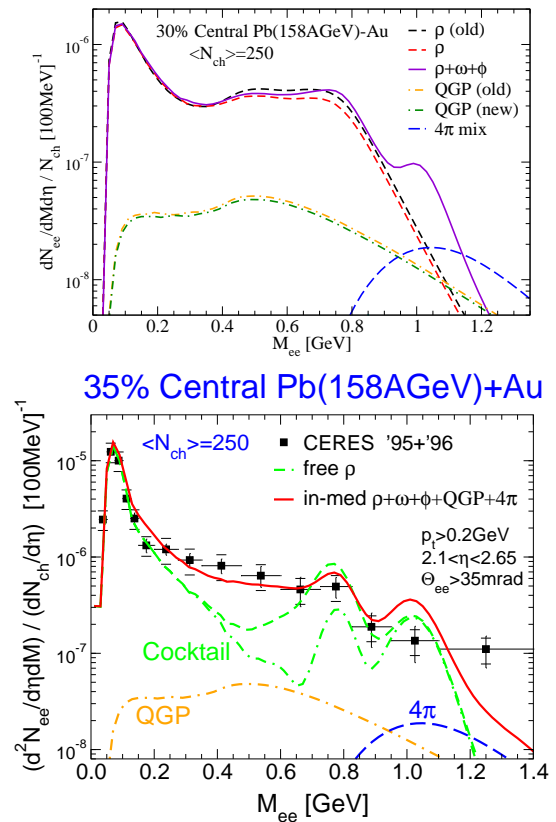 30% Central Pb(158AGeV)-Au
<N_ch>=250
ρ (old)
ρ
ρ+ω+ϕ
QGP (old)
QGP (new)
4π mix
dN_ee/dMdη / N_ch [100MeV]^-1
10^-6
10^-7
10^-8
0 0.2 0.4 0.6 0.8 1 1.2
M_ee [GeV]
35% Central Pb(158AGeV)+Au
<N_ch>=250
CERES '95+'96
free ρ
in-med ρ+ω+ϕ+QGP+4π
p_t>0.2GeV
2.1<η<2.65
Θ_ee>35mrad
Cocktail
QGP
4π
(d^2N_ee/dηdM) / (dN_ch/dη) [100MeV]^-1
10^-5
10^-6
10^-7
10^-8
0.0 0.2 0.4 0.6 0.8 1.0 1.2 1.4
M_ee [GeV]